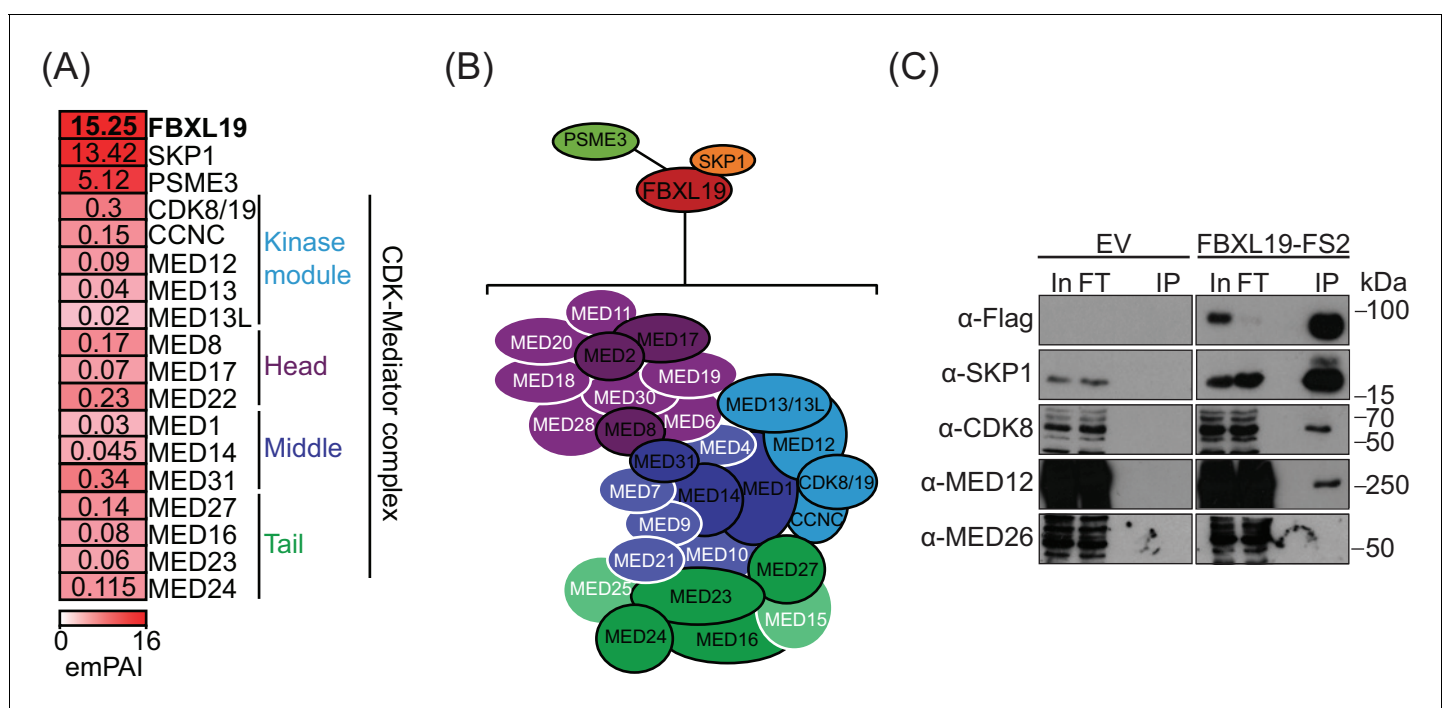 (A)
15.25 FBXL19
13.42 SKP1
5.12 PSME3
0.3 CDK8/19
0.15 CCNC
0.09 MED12
0.04 MED13
0.02 MED13L
0.17 MED8
0.07 MED17
0.23 MED22
0.03 MED1
0.045 MED14
0.34 MED31
0.14 MED27
0.08 MED16
0.06 MED23
0.115 MED24
Kinase
module
Head
Middle
Tail
CDK-Mediator complex
0 16
emPAI
(B)
PSME3
SKP1
FBXL19
MED11
MED20
MED2
MED17
MED18
MED19
MED30
MED28
MED8
MED6
MED13/13L
MED4
MED12
MED31
MED7
MED14
MED1
CDK8/19
MED9
CCNC
MED21
MED10
MED25
MED27
MED23
MED15
MED24
MED16
(C)
EV FBXL19-FS2
In FT IP In FT IP kDa
α-Flag –100
α-SKP1 –15
α-CDK8 –70
–50
α-MED12 –250
α-MED26 –50